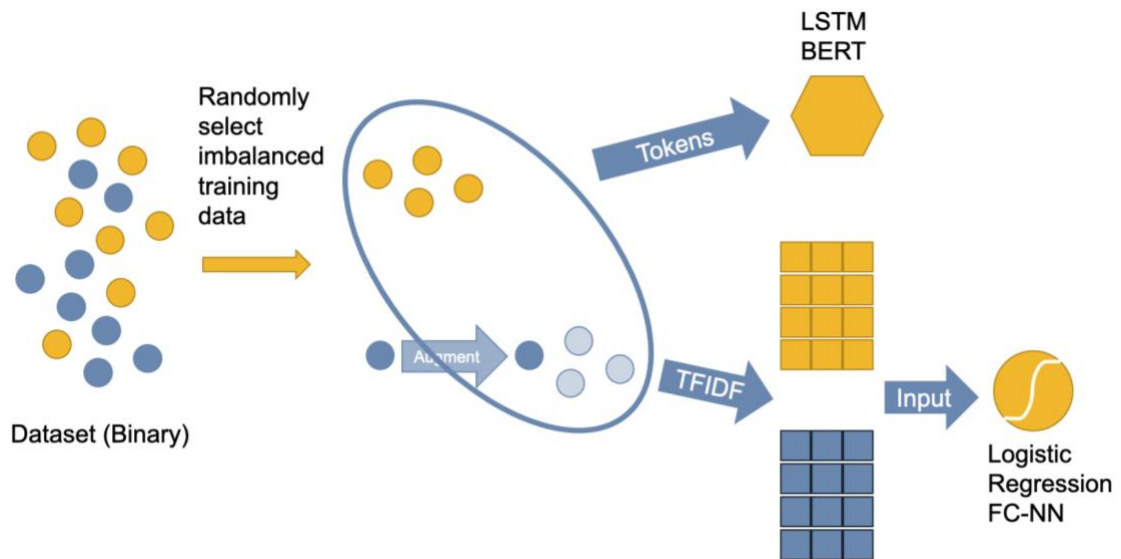 LSTM
BERT
Randomly
select
imbalanced
training
data
Tokens
Augment
TFIDF
Input
Dataset (Binary)
Logistic
Regression
FC-NN